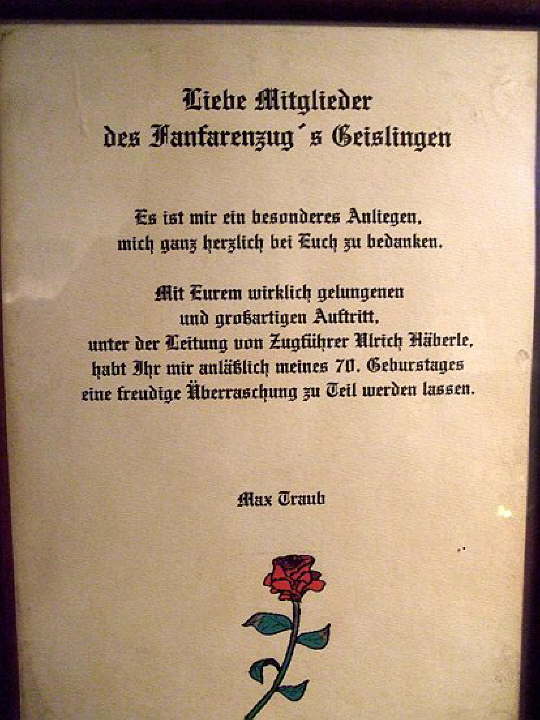 Liebe Mitglieder
des Fanfarenzug´s Geislingen
Es ist mir ein besonderes Anliegen,
mich ganz herzlich bei Euch zu bedanken.
Mit Eurem wirklich gelungenen
und großartigen Auftritt,
unter der Leitung von Zugführer Ulrich Häberle,
habt Ihr mir anläßlich meines 70. Geburstages
eine freudige Überraschung zu Teil werden lassen.
Max Traub